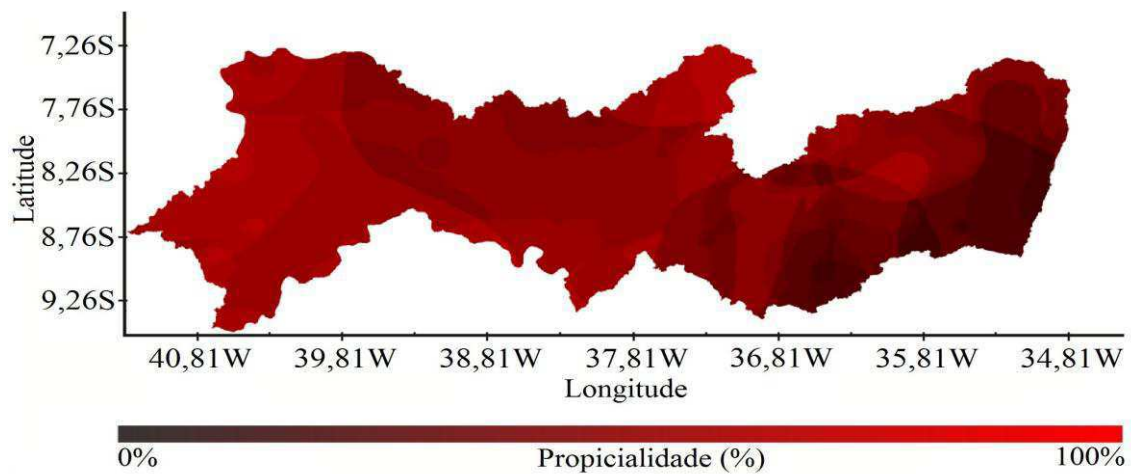 7,26S
7,76S
8,26S
8,76S
9,26S
Latitude
40,81W 39,81W 38,81W 37,81W 36,81W 35,81W 34,81W
Longitude
0% Propicialidade (%) 100%